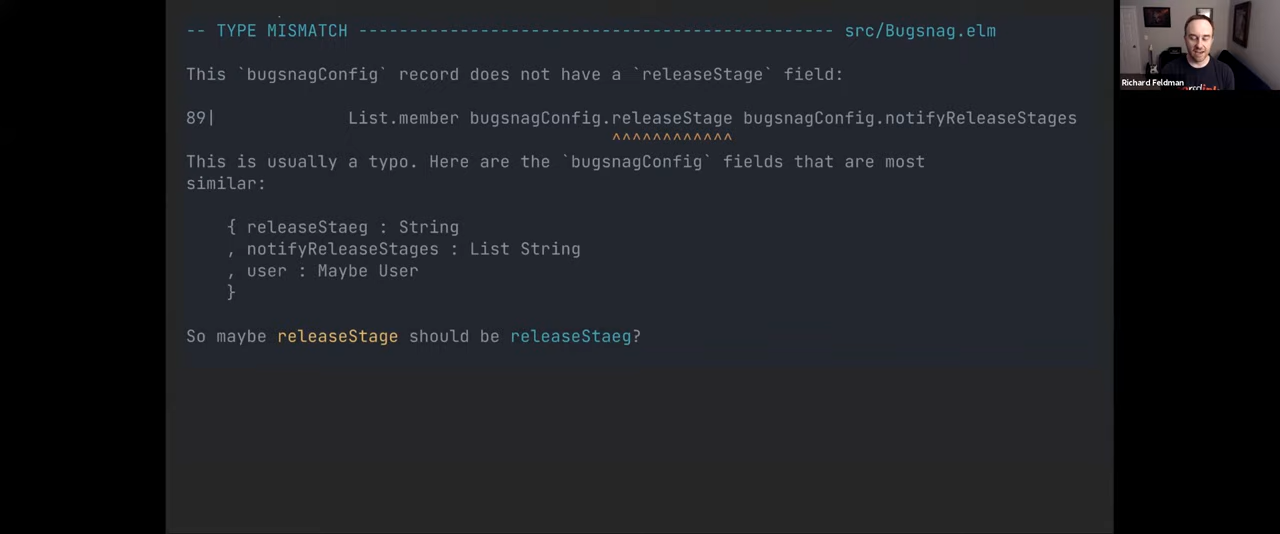 -- TYPE MISMATCH ----------------------------------------------- src/Bugsnag.elm
This `bugsnagConfig` record does not have a `releaseStage` field:
89|             List.member bugsnagConfig.releaseStage bugsnagConfig.notifyReleaseStages
^^^^^^^^^^^^
This is usually a typo. Here are the `bugsnagConfig` fields that are most
similar:
{ releaseStaeg : String
, notifyReleaseStages : List String
, user : Maybe User
}
So maybe releaseStage should be releaseStaeg?
Richard Feldman